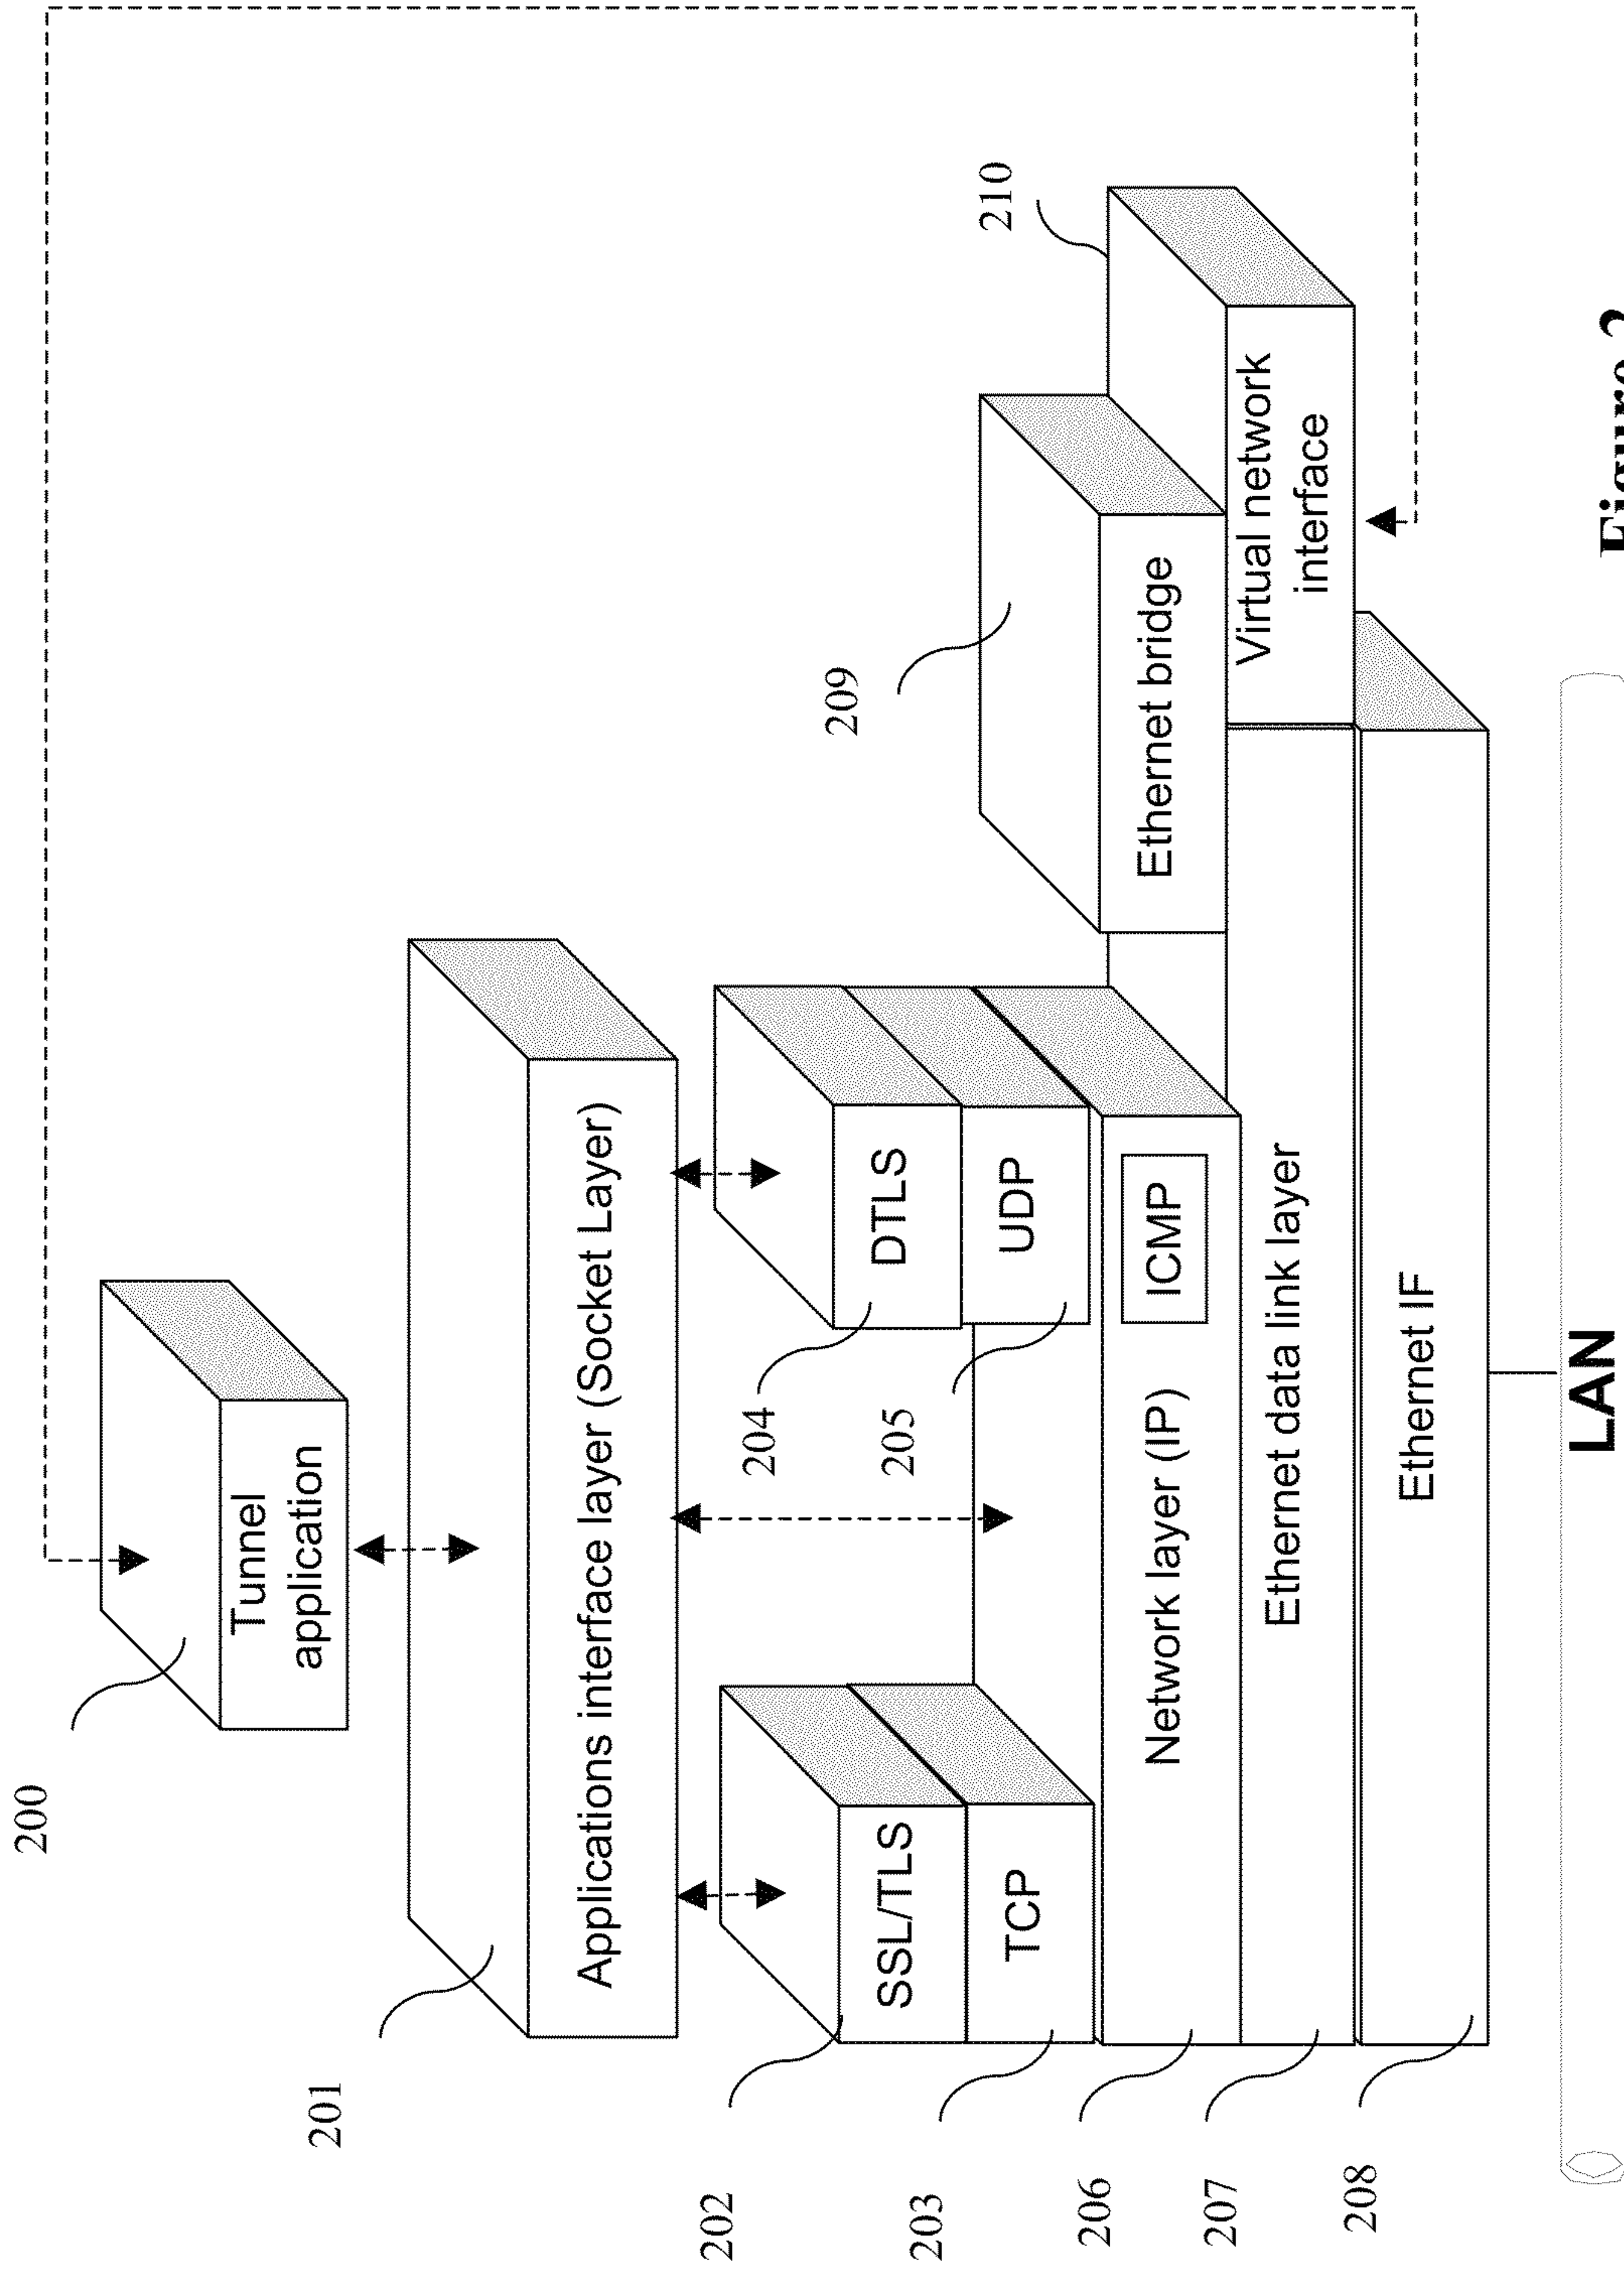 200
Tunnel
application
201
Applications interface layer (Socket Layer)
202
SSL/TLS
204
DTLS
203
TCP
205
UDP
209
Ethernet bridge
210
206
Network layer (IP)
ICMP
207
Ethernet data link layer
Virtual network
interface
208
Ethernet IF
LAN
Figure 2